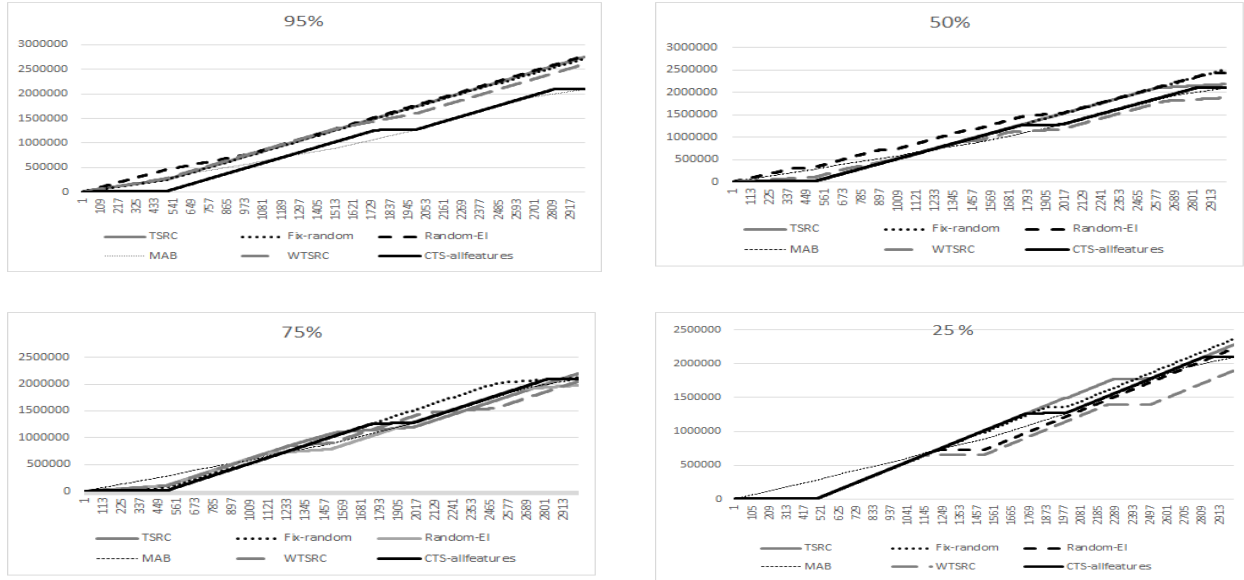 95%
3000000
2500000
2000000
1500000
1000000
500000
0
1 109 217 325 433 541 649 757 865 973 1081 1189 1297 1405 1513 1621 1729 1837 1945 2053 2161 2269 2377 2485 2593 2701 2809 2917
TSRC Fix-random Random-EI
MAB WTSRC CTS-allfeatures
50%
3000000
2500000
2000000
1500000
1000000
500000
0
1 113 225 337 449 561 673 785 897 1009 1121 1233 1345 1457 1569 1681 1793 1905 2017 2129 2241 2353 2465 2577 2689 2801 2913
TSRC Fix-random Random-EI
MAB WTSRC CTS-allfeatures
75%
2500000
2000000
1500000
1000000
500000
0
1 113 225 337 449 561 673 785 897 1009 1121 1233 1345 1457 1569 1681 1793 1905 2017 2129 2241 2353 2465 2577 2689 2801 2913
TSRC Fix-random Random-EI
MAB WTSRC CTS-allfeatures
25 %
2500000
2000000
1500000
1000000
500000
0
1 105 209 313 417 521 625 729 833 937 1041 1145 1249 1353 1457 1561 1665 1769 1873 1977 2081 2185 2289 2393 2497 2601 2705 2809 2913
TSRC Fix-random Random-EI
MAB WTSRC CTS-allfeatures